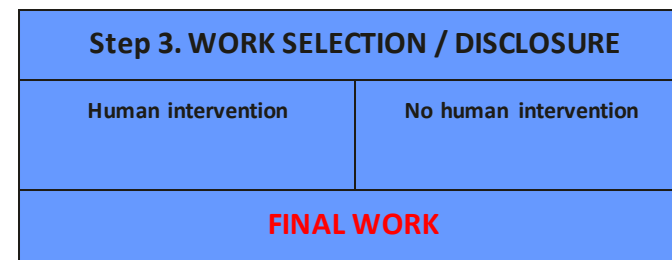 Step 3. WORK SELECTION / DISCLOSURE
Human intervention
No human intervention
FINAL WORK